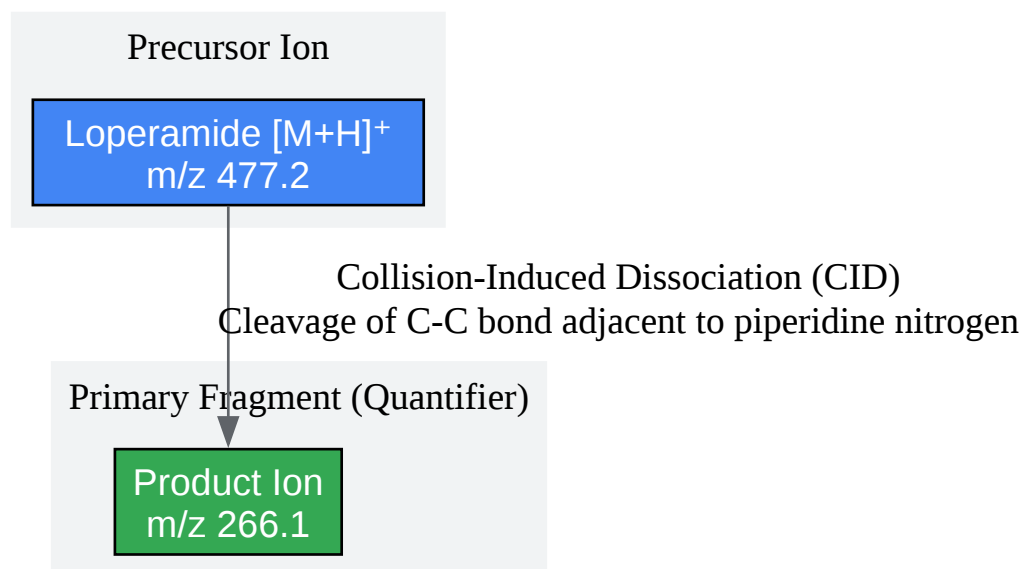 Precursor Ion
Loperamide [M+H]⁺
m/z 477.2
Collision-Induced Dissociation (CID)
Cleavage of C-C bond adjacent to piperidine nitrogen
Primary Fragment (Quantifier)
Product Ion
m/z 266.1